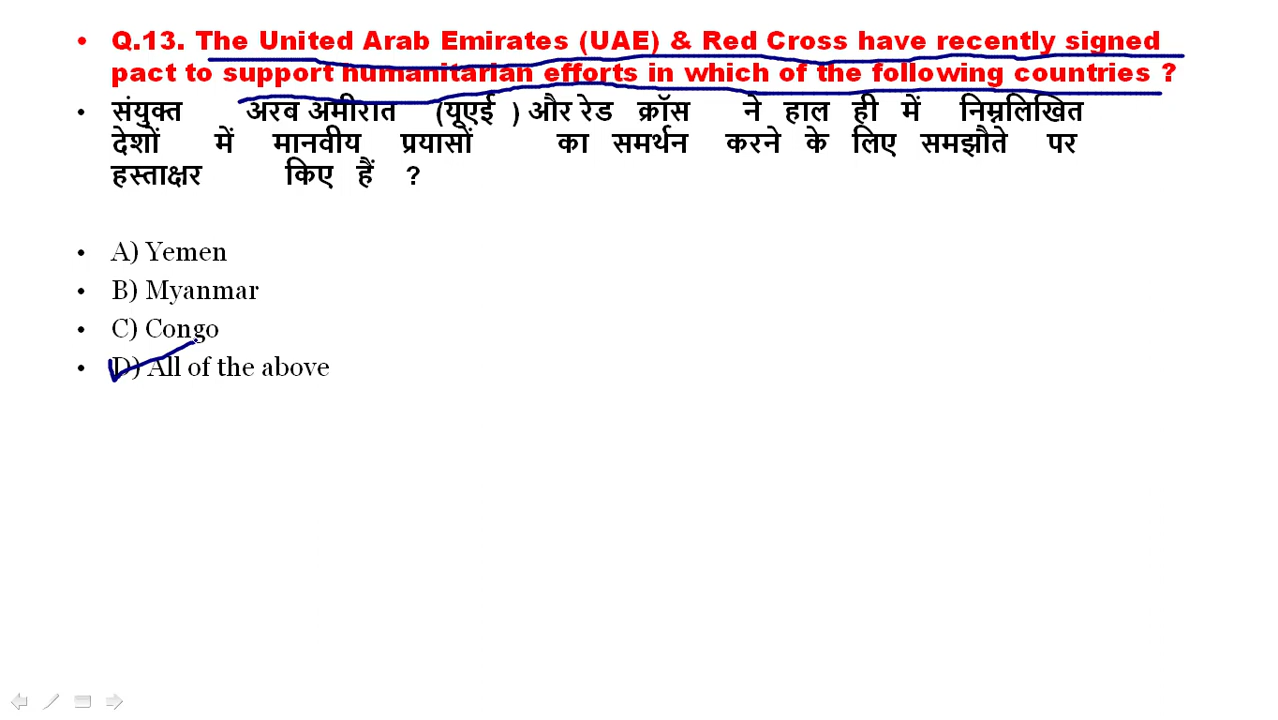 • Q.13. The United Arab Emirates (UAE) & Red Cross have recently signed
pact to support humanitarian efforts in which of the following countries ?
• संयुक्त अरब अमीरात (यूएई ) और रेड क्रॉस ने हाल ही में निम्नलिखित
देशों में मानवीय प्रयासों का समर्थन करने के लिए समझौते पर
हस्ताक्षर किए हैं ?
• A) Yemen
• B) Myanmar
• C) Congo
• D) All of the above